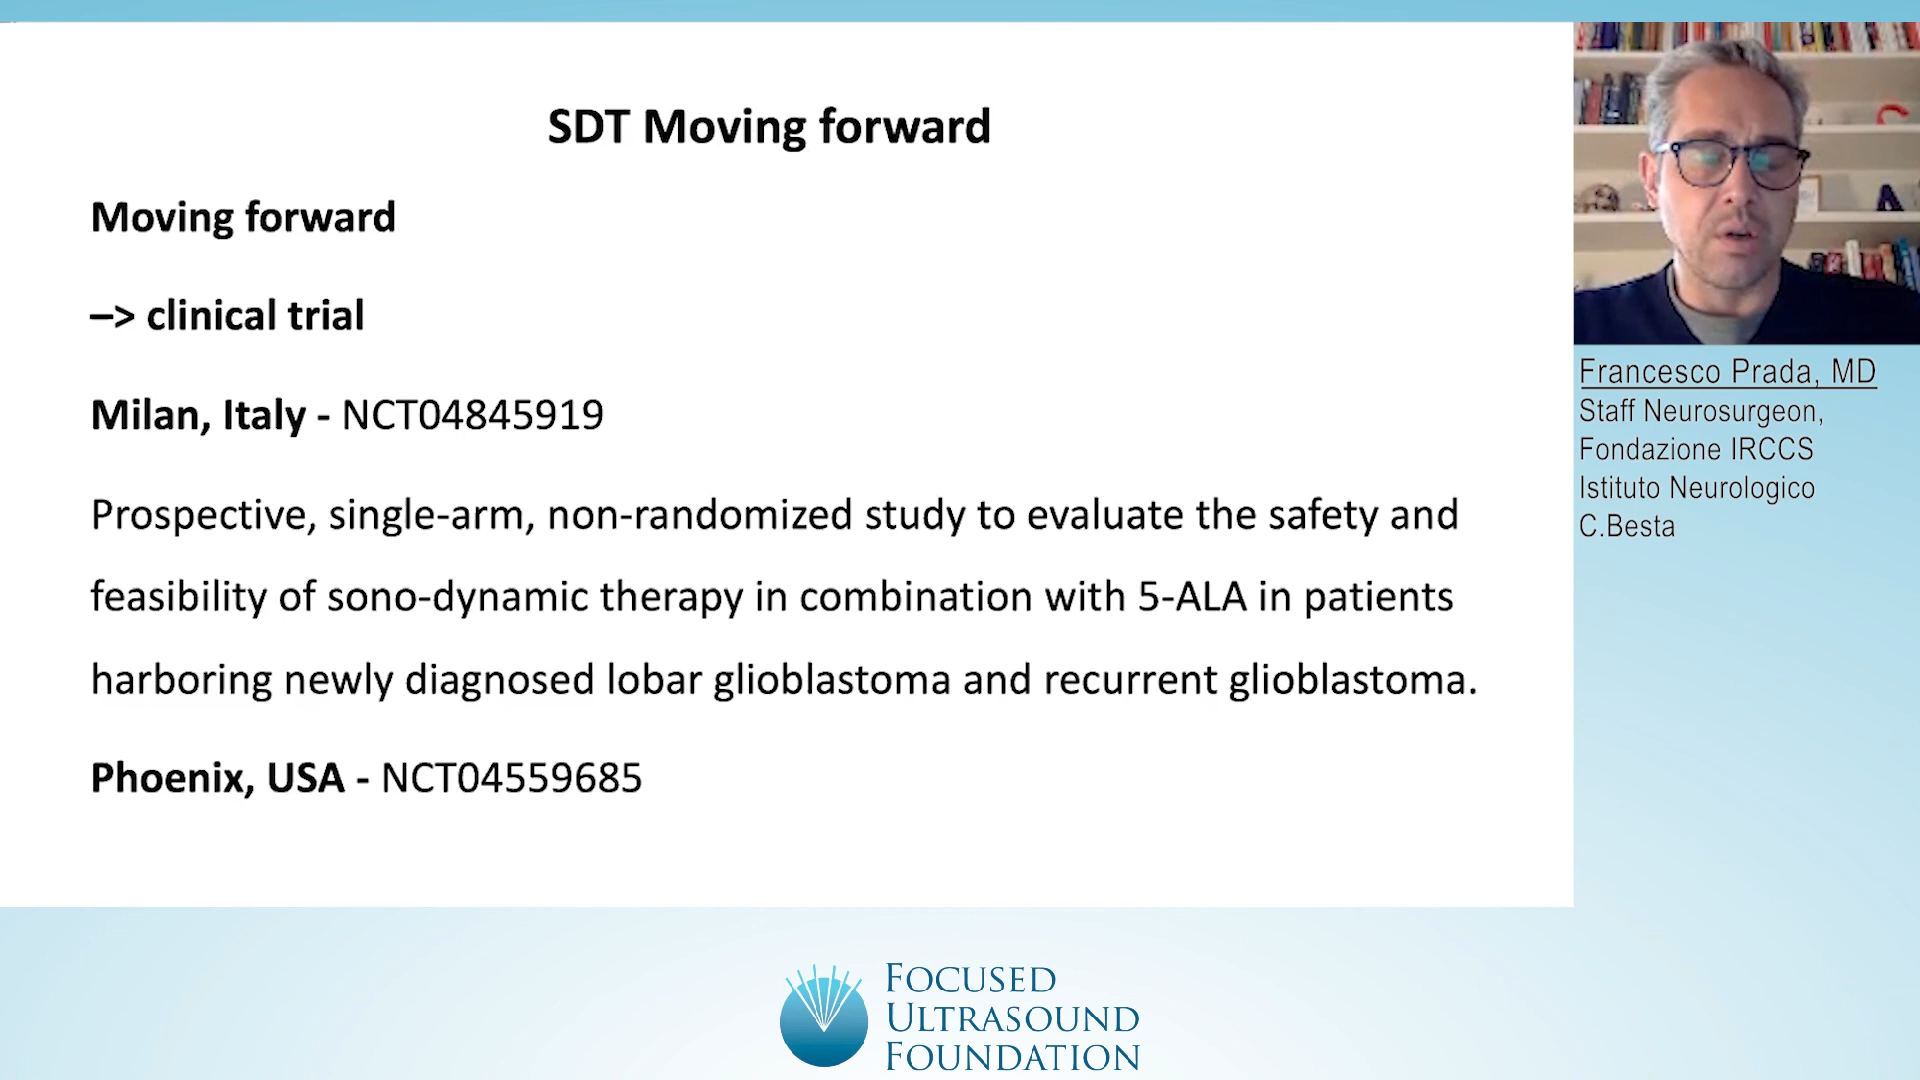 SDT Moving forward
Moving forward
–> clinical trial
Milan, Italy - NCT04845919
Prospective, single-arm, non-randomized study to evaluate the safety and
feasibility of sono-dynamic therapy in combination with 5-ALA in patients
harboring newly diagnosed lobar glioblastoma and recurrent glioblastoma.
Phoenix, USA - NCT04559685
Francesco Prada, MD
Staff Neurosurgeon,
Fondazione IRCCS
Istituto Neurologico
C.Besta
FOCUSED
ULTRASOUND
FOUNDATION